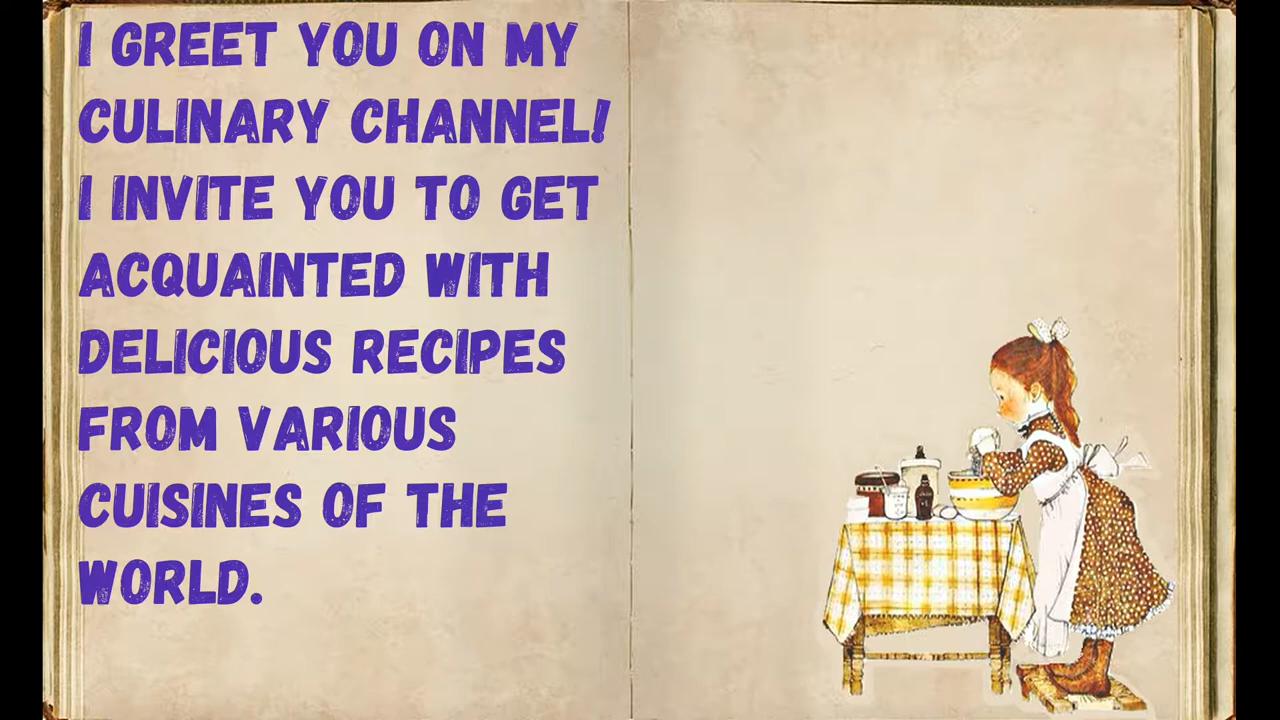 I GREET YOU ON MY
CULINARY CHANNEL!
I INVITE YOU TO GET
ACQUAINTED WITH
DELICIOUS RECIPES
FROM VARIOUS
CUISINES OF THE
WORLD.